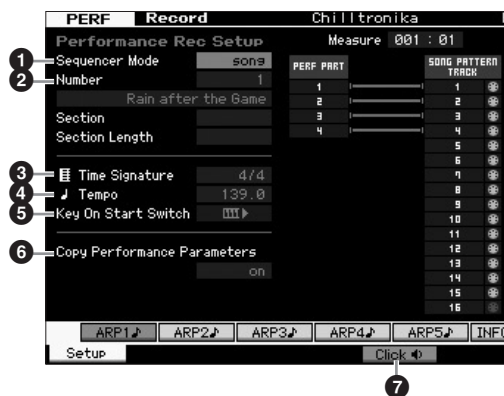 PERF Record Chilltronika
Performance Rec Setup Measure 001 : 01
1 Sequencer Mode song
2 Number 1
Rain after the Game
Section
Section Length
3 Time Signature 4/4
4 Tempo 139.0
5 Key On Start Switch
6 Copy Performance Parameters
on
PERF PART SONG PATTERN TRACK
1 1
2 2
3 3
4 4
5
6
7
8
9
10
11
12
13
14
15
16
ARP1♪ ARP2♪ ARP3♪ ARP4♪ ARP5♪ INFO
Setup Click
7